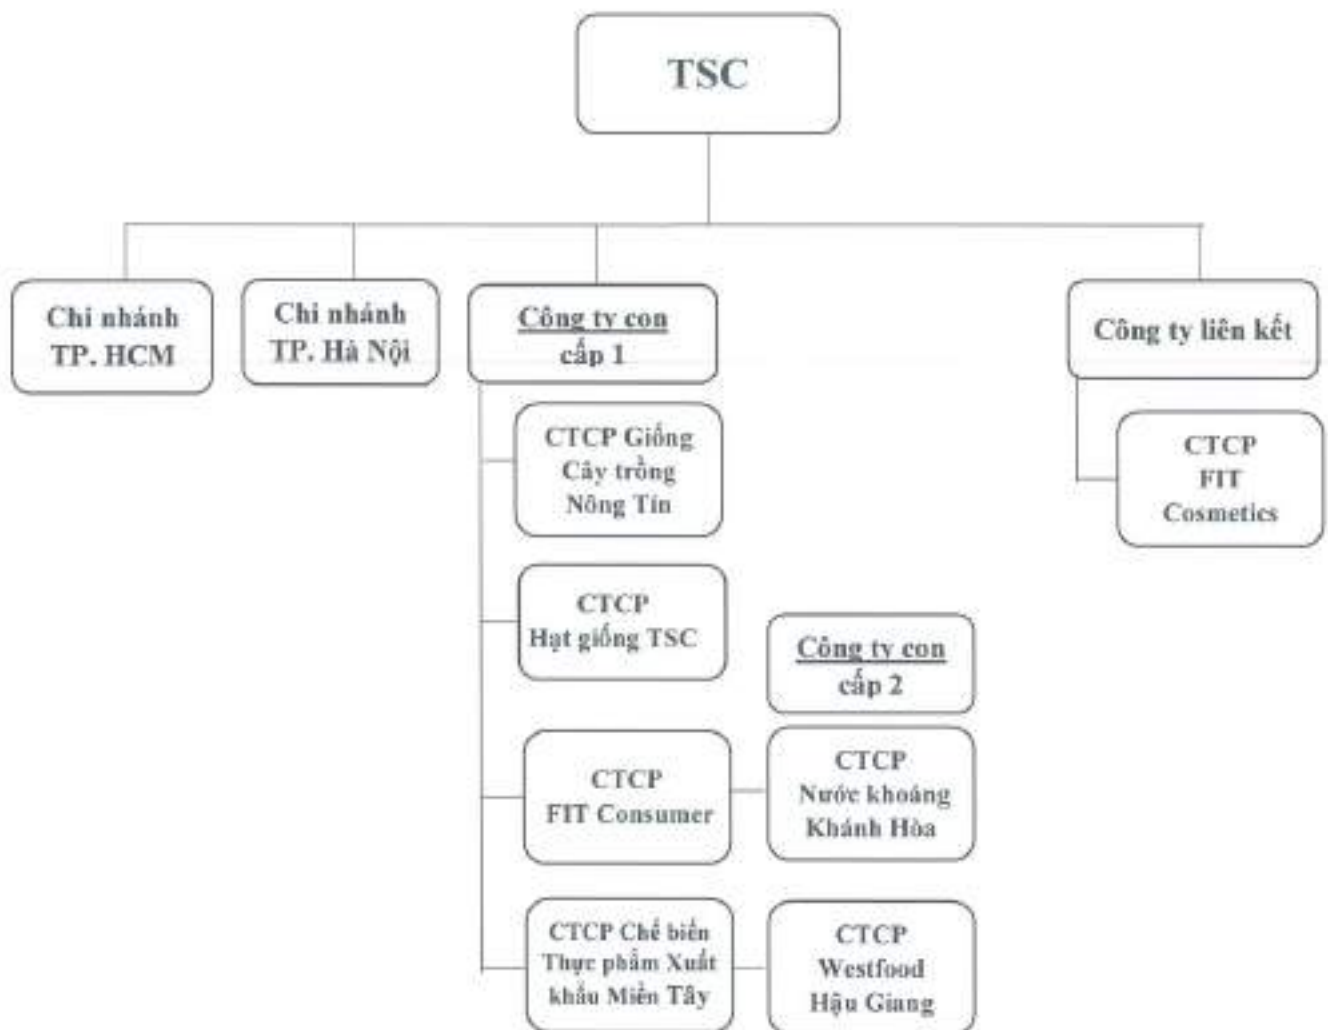 TSC
Chi nhánh
TP. HCM
Chi nhánh
TP. Hà Nội
Công ty con
cấp 1
Công ty liên kết
CTCP Giống
Cây trồng
Nông Tín
CTCP
FIT
Cosmetics
CTCP
Hạt giống TSC
Công ty con
cấp 2
CTCP
FIT Consumer
CTCP
Nước khoáng
Khánh Hòa
CTCP Chế biến
Thực phẩm Xuất
khẩu Miền Tây
CTCP
Westfood
Hậu Giang